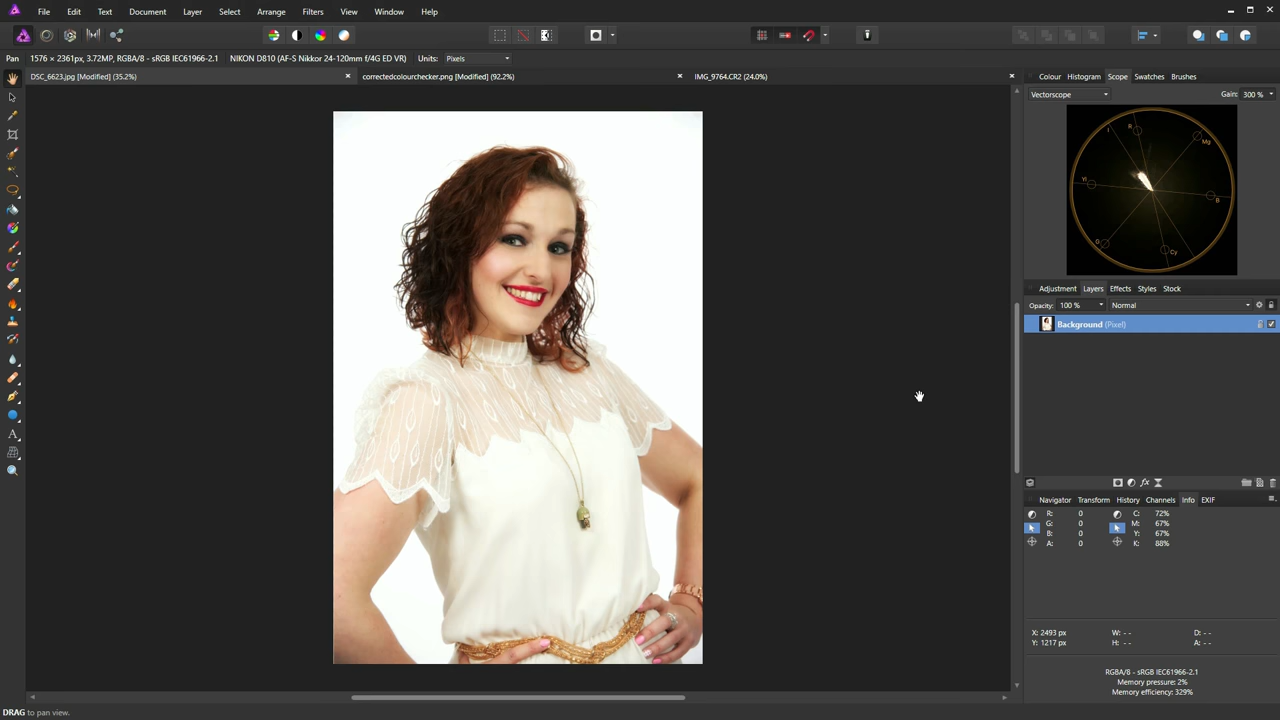 File Edit Text Document Layer Select Arrange Filters View Window Help
Pan 1576 × 2361px, 3.72MP, RGBA/8 - sRGB IEC61966-2.1 NIKON D810 (AF-S Nikkor 24-120mm f/4G ED VR) Units: Pixels
DSC_6623.jpg [Modified] (35.2%) correctedcolourchecker.png [Modified] (92.2%) IMG_9764.CR2 (24.0%)
Colour Histogram Scope Swatches Brushes
Vectorscope Gain: 300 %
R
I
Mg
Yl
B
G
Cy
Adjustment Layers Effects Styles Stock
Opacity: 100 % Normal
Background (Pixel)
Navigator Transform History Channels Info EXIF
R: 0 C: 72%
G: 0 M: 67%
B: 0 Y: 67%
A: 0 K: 88%
X: 2493 px W: - - D: - -
Y: 1217 px H: - - A: - -
RGBA/8 - sRGB IEC61966-2.1
Memory pressure: 2%
Memory efficiency: 329%
DRAG to pan view.